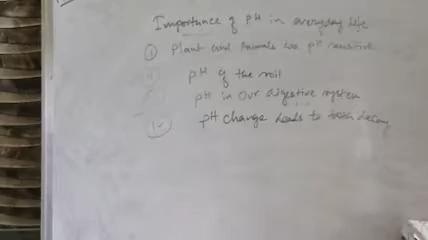 Importance of pH in everyday life
① Plant and Animals are pH sensitive
pH of the soil
pH in our digestive system
pH change leads to tooth decay